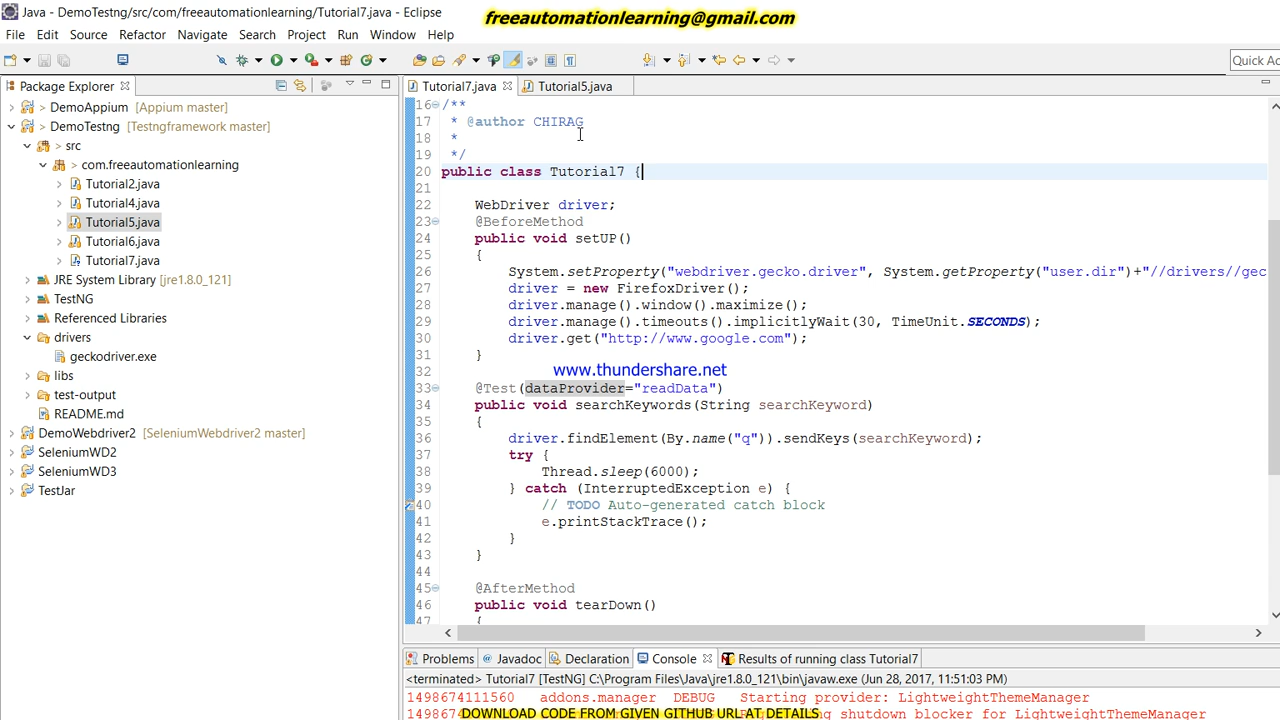 Java - DemoTestng/src/com/freeautomationlearning/Tutorial7.java - Eclipse
freeautomationlearning@gmail.com
File Edit Source Refactor Navigate Search Project Run Window Help
Quick Ac
Package Explorer
DemoAppium [Appium master]
DemoTestng [Testngframework master]
src
com.freeautomationlearning
Tutorial2.java
Tutorial4.java
Tutorial5.java
Tutorial6.java
Tutorial7.java
JRE System Library [jre1.8.0_121]
TestNG
Referenced Libraries
drivers
geckodriver.exe
libs
test-output
README.md
DemoWebdriver2 [SeleniumWebdriver2 master]
SeleniumWD2
SeleniumWD3
TestJar
Tutorial7.java Tutorial5.java
16 /**
17 * @author CHIRAG
18 *
19 */
20 public class Tutorial7 {
21
22 WebDriver driver;
23 @BeforeMethod
24 public void setUP()
25 {
26 System.setProperty("webdriver.gecko.driver", System.getProperty("user.dir")+"//drivers//gec
27 driver = new FirefoxDriver();
28 driver.manage().window().maximize();
29 driver.manage().timeouts().implicitlyWait(30, TimeUnit.SECONDS);
30 driver.get("http://www.google.com");
31 }
32 www.thundershare.net
33 @Test(dataProvider="readData")
34 public void searchKeywords(String searchKeyword)
35 {
36 driver.findElement(By.name("q")).sendKeys(searchKeyword);
37 try {
38 Thread.sleep(6000);
39 } catch (InterruptedException e) {
40 // TODO Auto-generated catch block
41 e.printStackTrace();
42 }
43 }
44
45 @AfterMethod
46 public void tearDown()
47 {
Problems Javadoc Declaration Console Results of running class Tutorial7
<terminated> Tutorial7 [TestNG] C:\Program Files\Java\jre1.8.0_121\bin\javaw.exe (Jun 28, 2017, 11:51:03 PM)
1498674111560 addons.manager DEBUG Starting provider: LightweightThemeManager
shutdown blocker for LightweightThemeManager
DOWNLOAD CODE FROM GIVEN GITHUB URL AT DETAILS